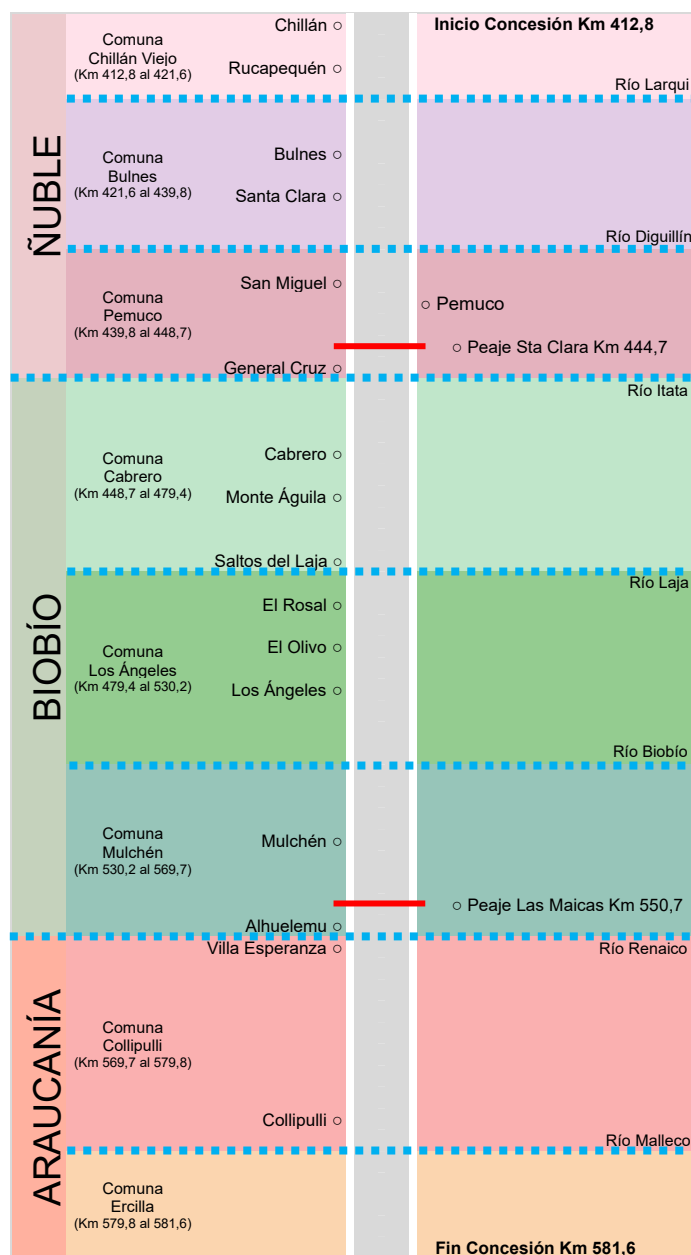 Chillán
Inicio Concesión Km 412,8
Comuna
Chillán Viejo
(Km 412,8 al 421,6)
Rucapequén
Río Larqui
ÑUBLE
Bulnes
Comuna
Bulnes
(Km 421,6 al 439,8)
Santa Clara
Río Diguillín
San Miguel
Comuna
Pemuco
(Km 439,8 al 448,7)
Pemuco
Peaje Sta Clara Km 444,7
General Cruz
Río Itata
BIOBÍO
Cabrero
Comuna
Cabrero
(Km 448,7 al 479,4)
Monte Águila
Saltos del Laja
Río Laja
El Rosal
El Olivo
Comuna
Los Ángeles
(Km 479,4 al 530,2)
Los Ángeles
Río Biobío
Comuna
Mulchén
(Km 530,2 al 569,7)
Mulchén
Peaje Las Maicas Km 550,7
Alhuelemu
Villa Esperanza
Río Renaico
ARAUCANÍA
Comuna
Collipulli
(Km 569,7 al 579,8)
Collipulli
Río Malleco
Comuna
Ercilla
(Km 579,8 al 581,6)
Fin Concesión Km 581,6